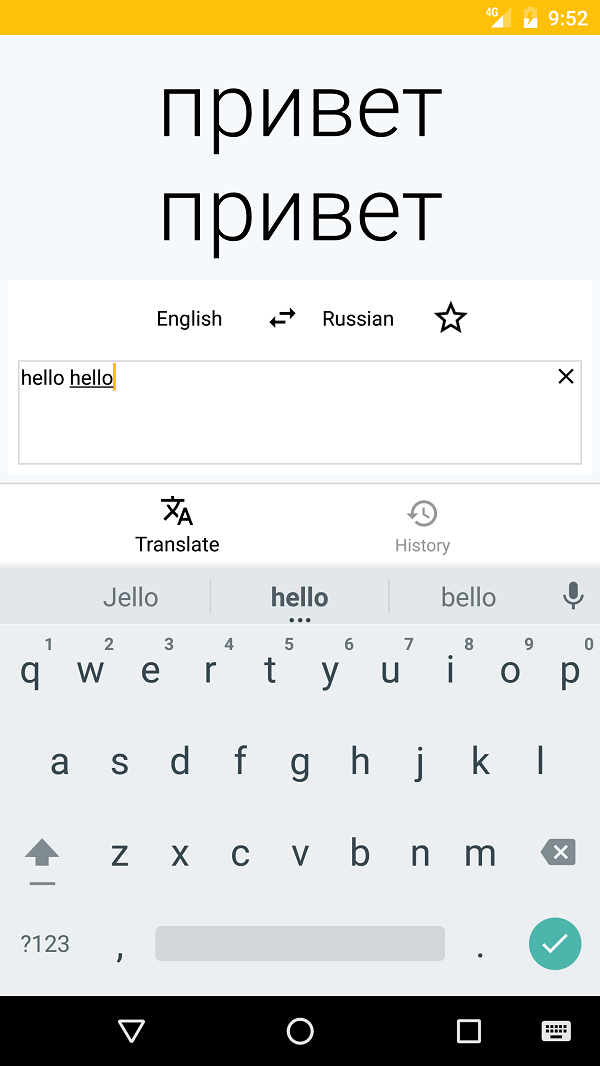 4G 9:52
привет
привет
English Russian
hello hello
Translate History
Jello hello bello
1 2 3 4 5 6 7 8 9 0
q w e r t y u i o p
a s d f g h j k l
z x c v b n m
?123 , .